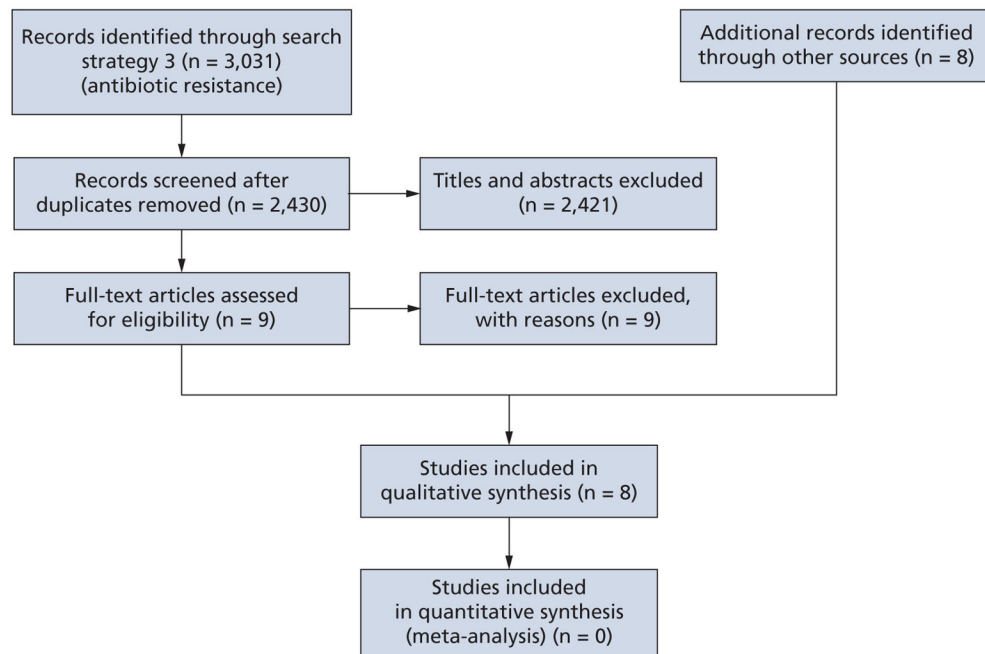 Records identified through search
strategy 3 (n = 3,031)
(antibiotic resistance)
Additional records identified
through other sources (n = 8)
Records screened after
duplicates removed (n = 2,430)
Titles and abstracts excluded
(n = 2,421)
Full-text articles assessed
for eligibility (n = 9)
Full-text articles excluded,
with reasons (n = 9)
Studies included in
qualitative synthesis (n = 8)
Studies included
in quantitative synthesis
(meta-analysis) (n = 0)